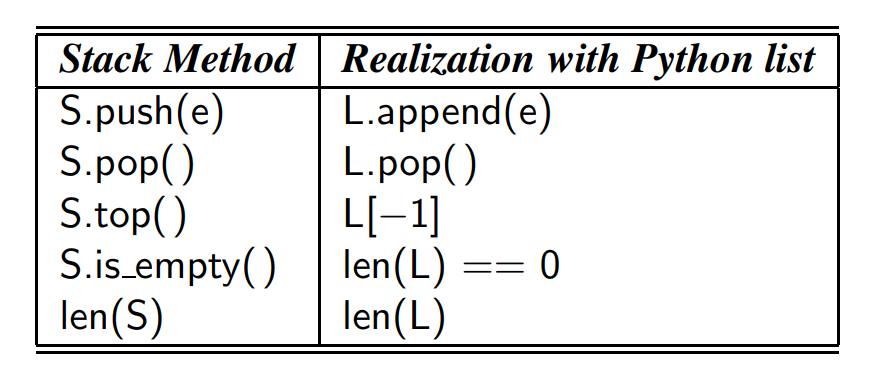 Stack Method Realization with Python list
S.push(e) L.append(e)
S.pop( ) L.pop( )
S.top( ) L[−1]
S.is_empty( ) len(L) == 0
len(S) len(L)